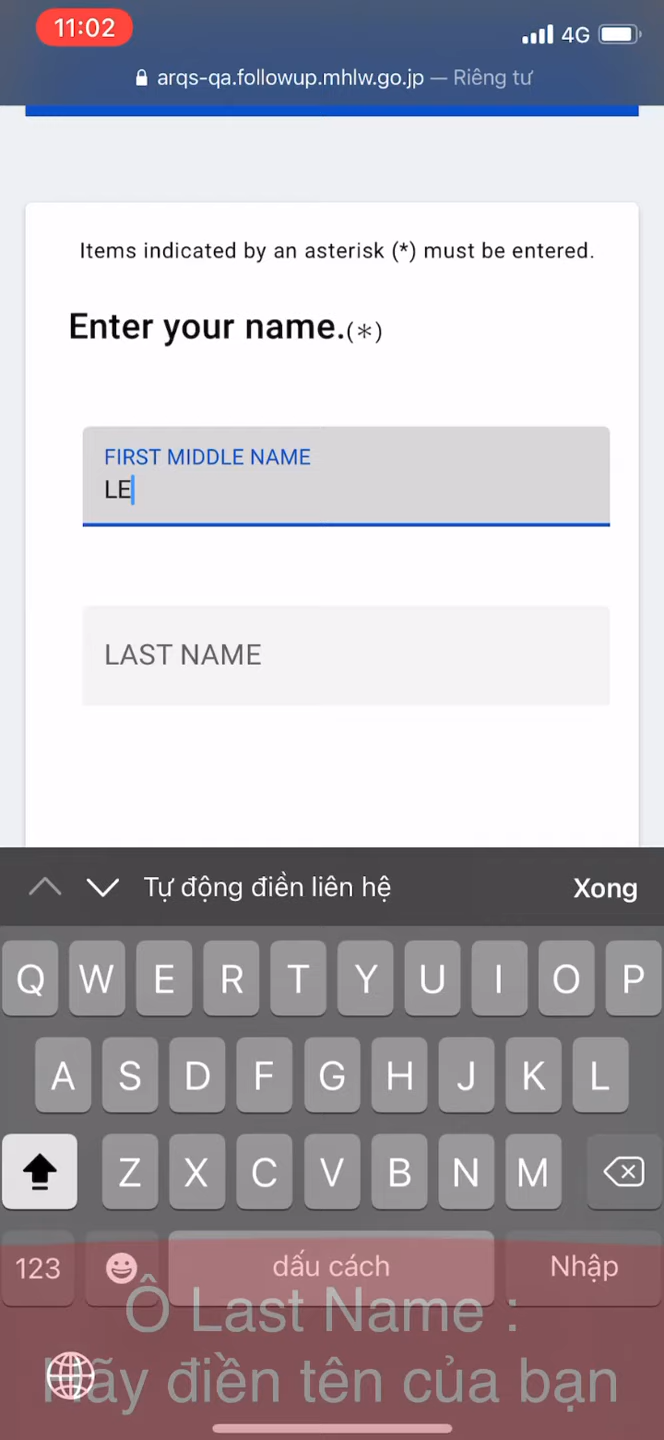 11:02
4G
arqs-qa.followup.mhlw.go.jp — Riêng tư
Items indicated by an asterisk (*) must be entered.
Enter your name.(*)
FIRST MIDDLE NAME
LE
LAST NAME
Tự động điền liên hệ
Xong
Q W E R T Y U I O P
A S D F G H J K L
Z X C V B N M
123
dấu cách
Nhập
Ô Last Name :
Hãy điền tên của bạn